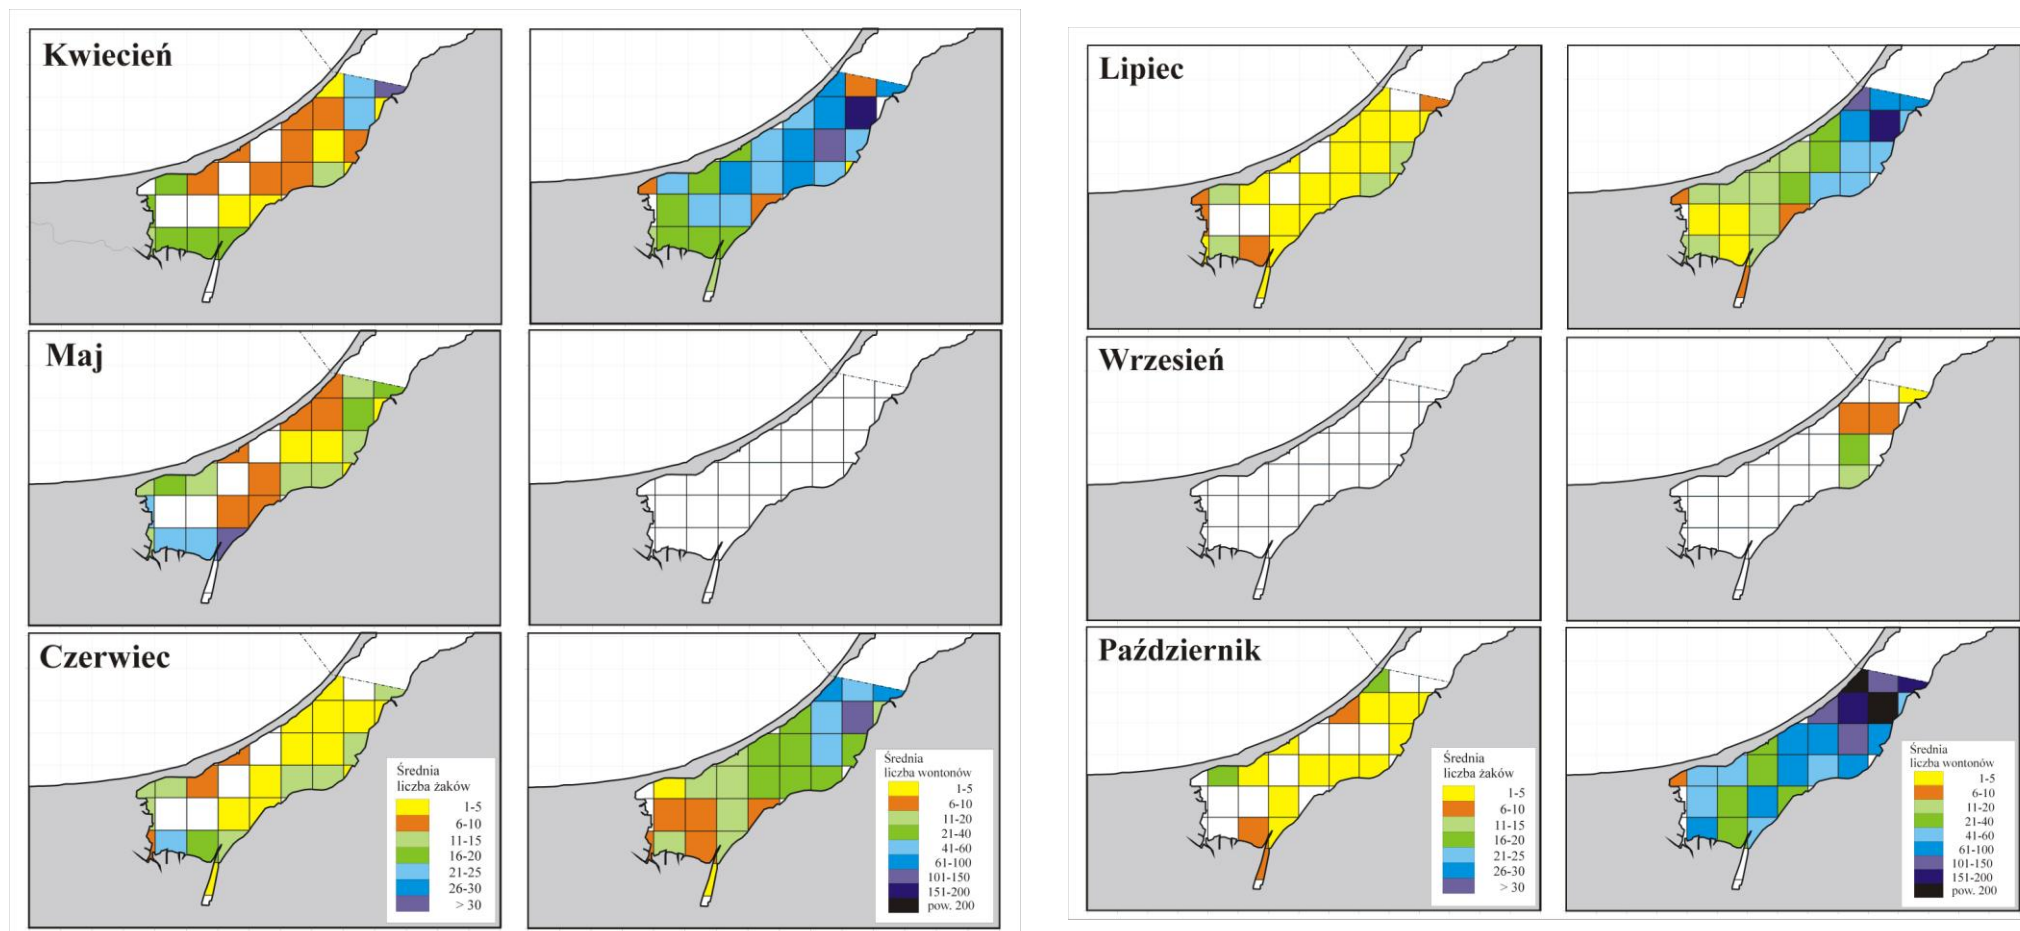 Kwiecień
Maj
Czerwiec
Średnia
liczba żaków
1-5
6-10
11-15
16-20
21-25
26-30
> 30
Średnia
liczba wontonów
1-5
6-10
11-20
21-40
41-60
61-100
101-150
151-200
pow. 200
Lipiec
Wrzesień
Październik
Średnia
liczba żaków
1-5
6-10
11-15
16-20
21-25
26-30
> 30
Średnia
liczba wontonów
1-5
6-10
11-20
21-40
41-60
61-100
101-150
151-200
pow. 200